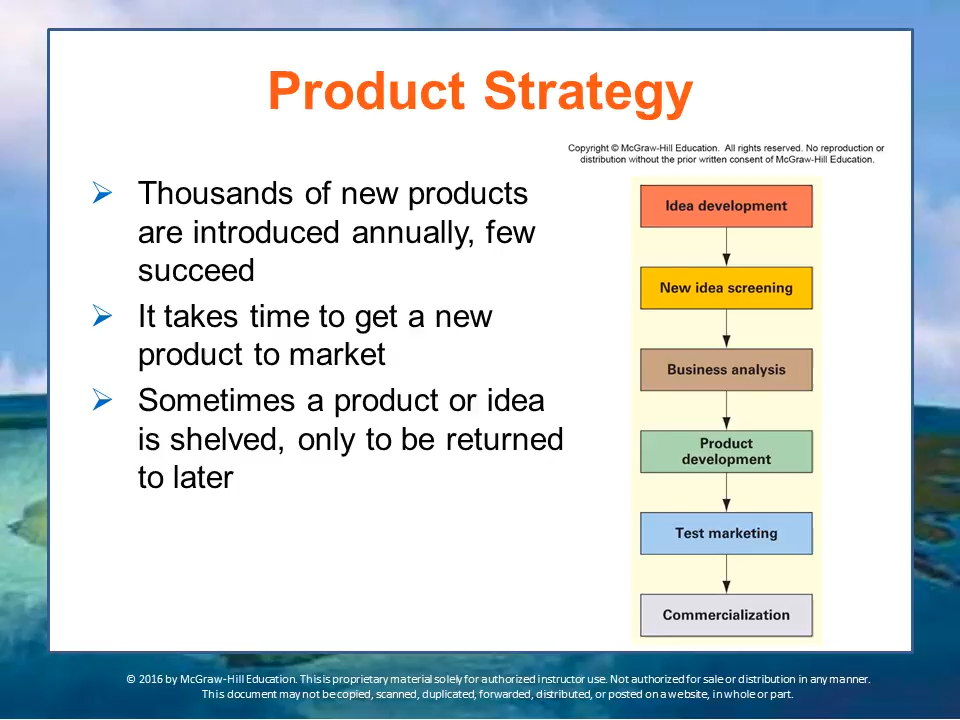 Product Strategy
Copyright © McGraw-Hill Education. All rights reserved. No reproduction or
distribution without the prior written consent of McGraw-Hill Education.
Thousands of new products
are introduced annually, few
succeed
It takes time to get a new
product to market
Sometimes a product or idea
is shelved, only to be returned
to later
Idea development
New idea screening
Business analysis
Product
development
Test marketing
Commercialization
© 2016 by McGraw-Hill Education. This is proprietary material solely for authorized instructor use. Not authorized for sale or distribution in any manner.
This document may not be copied, scanned, duplicated, forwarded, distributed, or posted on a website, in whole or part.